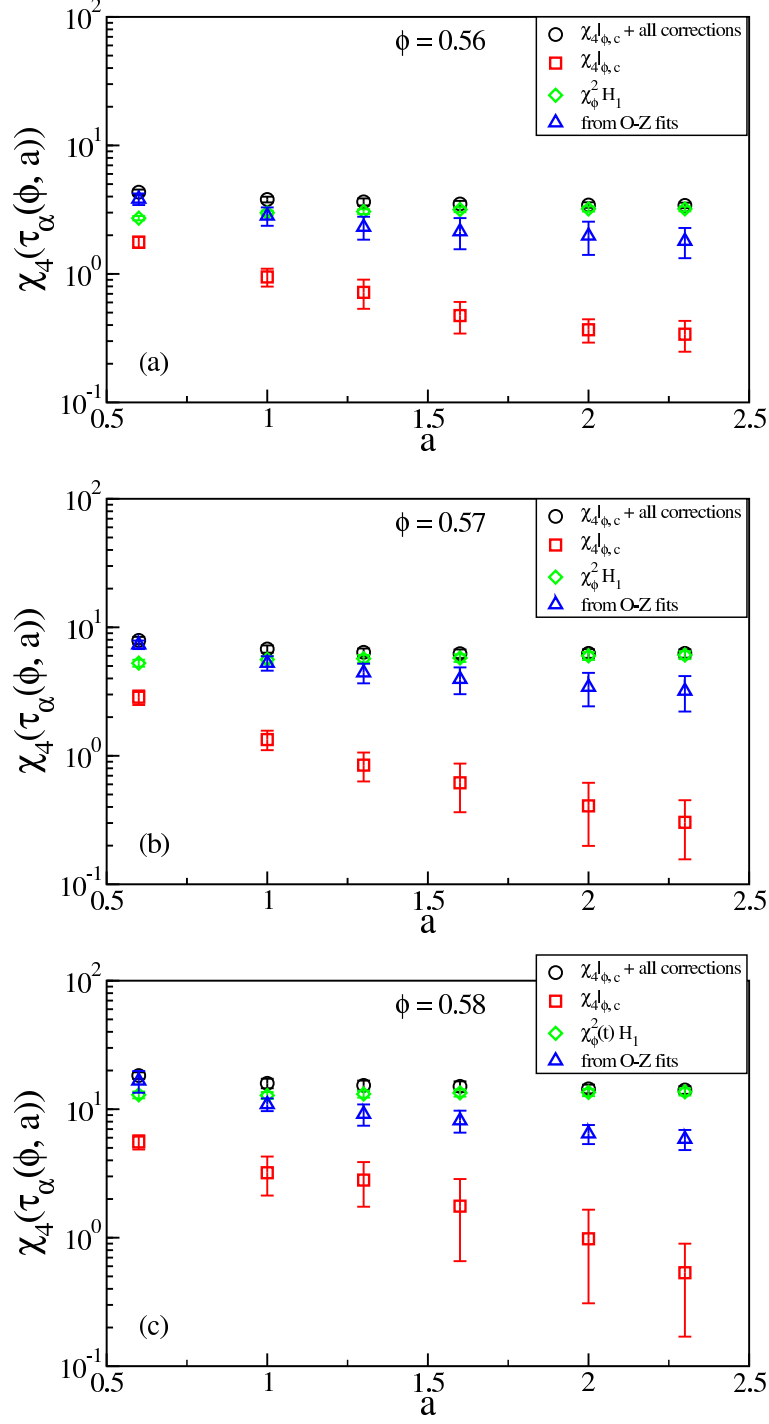 10²
ϕ = 0.56
χ₄|ϕ,c + all corrections
χ₄|ϕ,c
χϕ² H₁
from O-Z fits
10¹
χ₄(τα(ϕ, a))
10⁰
(a)
10⁻¹
0.5 1 1.5 2 2.5
a
10²
ϕ = 0.57
χ₄|ϕ,c + all corrections
χ₄|ϕ,c
χϕ² H₁
from O-Z fits
10¹
χ₄(τα(ϕ, a))
10⁰
(b)
10⁻¹
0.5 1 1.5 2 2.5
a
10²
ϕ = 0.58
χ₄|ϕ,c + all corrections
χ₄|ϕ,c
χϕ²(t) H₁
from O-Z fits
10¹
χ₄(τα(ϕ, a))
10⁰
(c)
10⁻¹
0.5 1 1.5 2 2.5
a